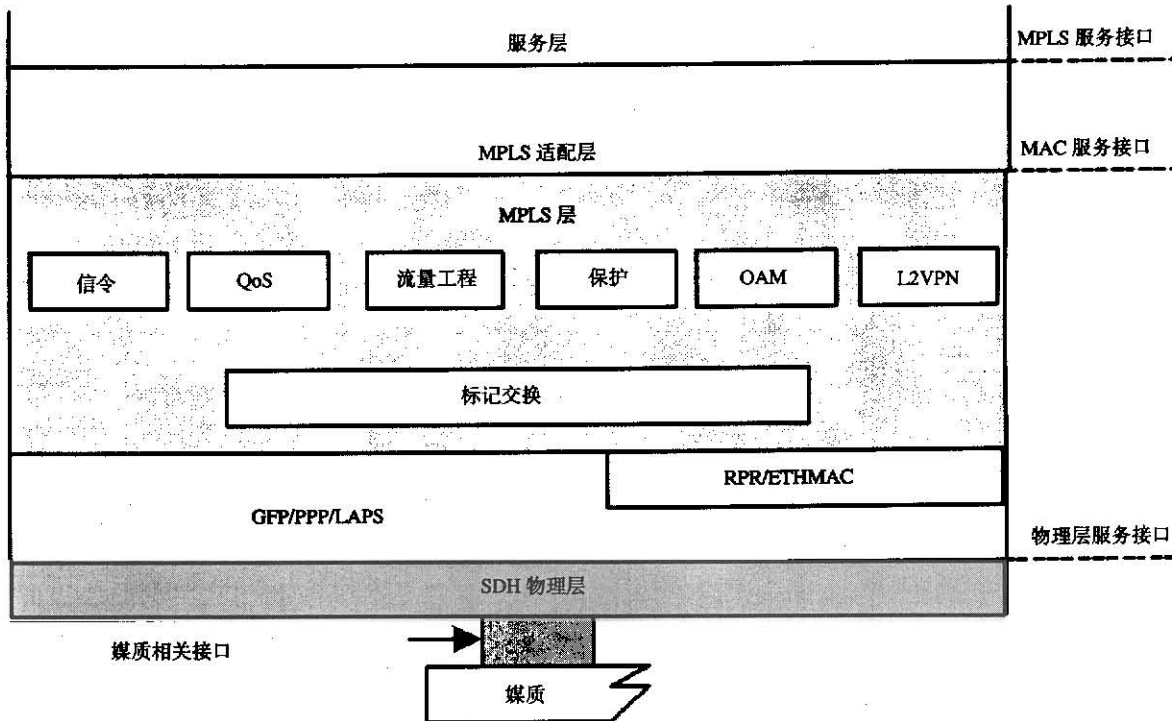 服务层
MPLS 服务接口
MPLS 适配层
MAC 服务接口
MPLS 层
信令
QoS
流量工程
保护
OAM
L2VPN
标记交换
RPR/ETHMAC
GFP/PPP/LAPS
物理层服务接口
SDH 物理层
媒质相关接口
媒质